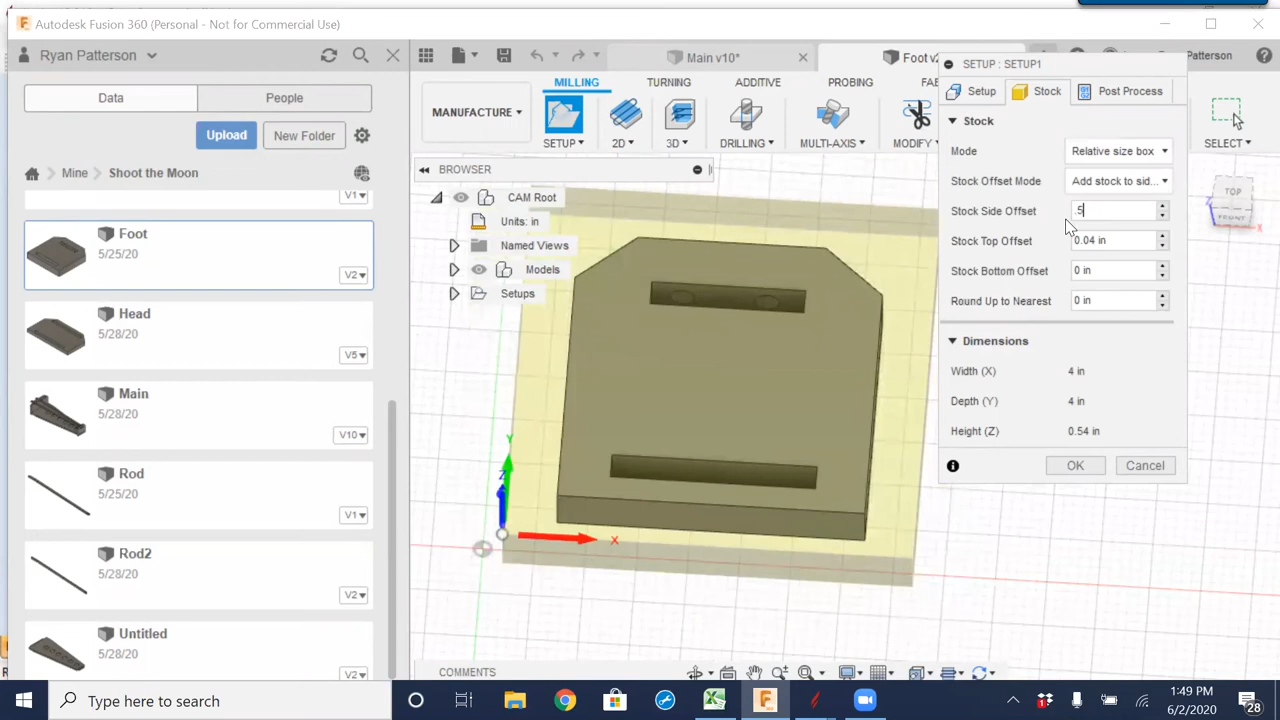 Autodesk Fusion 360 (Personal - Not for Commercial Use)
Ryan Patterson
Data
People
Upload
New Folder
Mine
Shoot the Moon
V1
Foot
5/25/20
V2
Head
5/28/20
V5
Main
5/28/20
V10
Rod
5/25/20
V1
Rod2
5/28/20
V2
Untitled
5/28/20
V2
Main v10*
Foot v2
Patterson
MILLING
TURNING
ADDITIVE
PROBING
FAB
MANUFACTURE
SETUP
2D
3D
DRILLING
MULTI-AXIS
MODIFY
SELECT
BROWSER
CAM Root
Units: in
Named Views
Models
Setups
Y
Z
X
TOP
FRONT
Z
X
SETUP : SETUP1
Setup
Stock
Post Process
Stock
Mode
Relative size box
Stock Offset Mode
Add stock to sid...
Stock Side Offset
.5
Stock Top Offset
0.04 in
Stock Bottom Offset
0 in
Round Up to Nearest
0 in
Dimensions
Width (X)
4 in
Depth (Y)
4 in
Height (Z)
0.54 in
OK
Cancel
COMMENTS
Type here to search
1:49 PM
6/2/2020
28